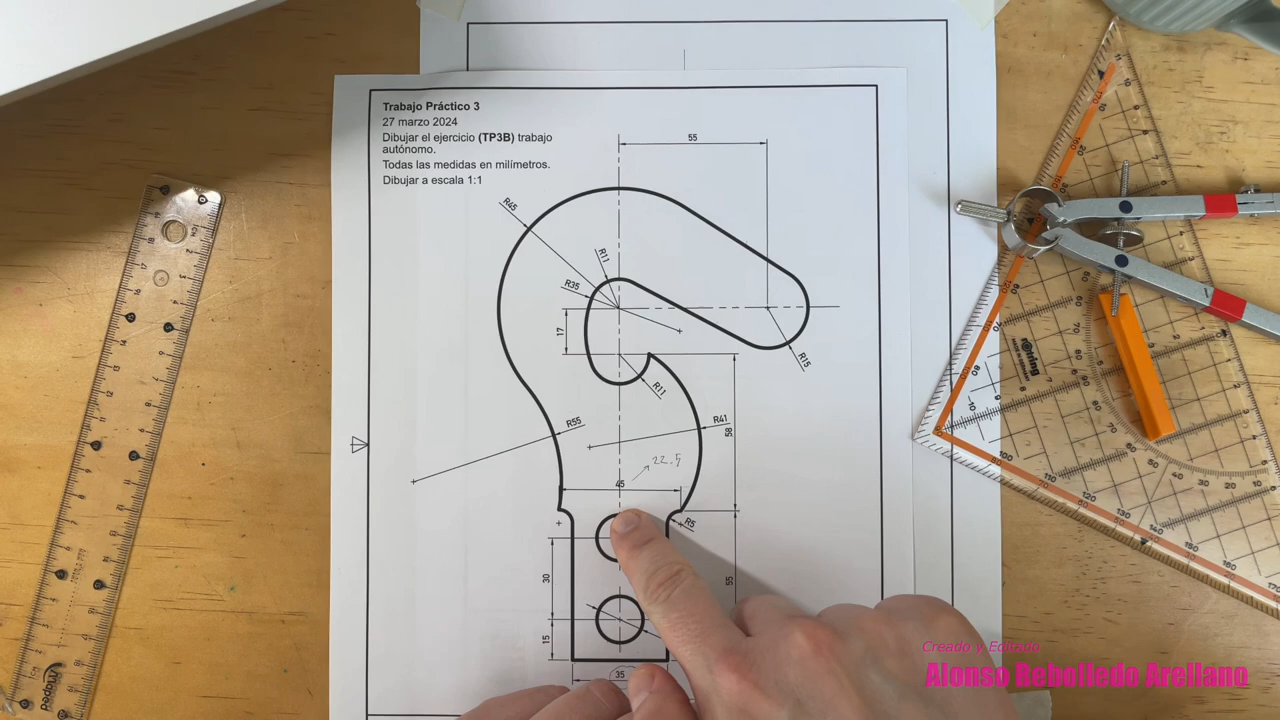 Trabajo Práctico 3
27 marzo 2024
Dibujar el ejercicio (TP3B) trabajo
autónomo.
Todas las medidas en milímetros.
Dibujar a escala 1:1
55
R45
R11
R35
17
R15
R11
R55
R41
58
22.5
45
R5
30
55
15
35
rotring
Maped
Creado y Editado
Alonso Rebolledo Arellano